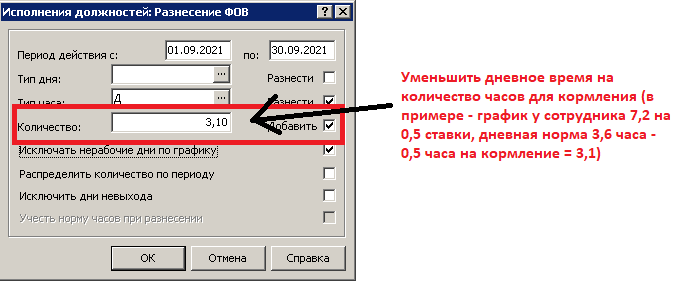 Исполнения должностей: Разнесение ФОВ
Период действия с: 01.09.2021 по: 30.09.2021
Тип дня: ... Разнести
Тип часа: Д ... Разнести
Количество: 3,10 Добавить
Исключать нерабочие дни по графику
Распределить количество по периоду
Исключить дни невыхода
Учесть норму часов при разнесении
ОК Отмена Справка
Уменьшить дневное время на
количество часов для кормления (в
примере - график у сотрудника 7,2 на
0,5 ставки, дневная норма 3,6 часа -
0,5 часа на кормление = 3,1)